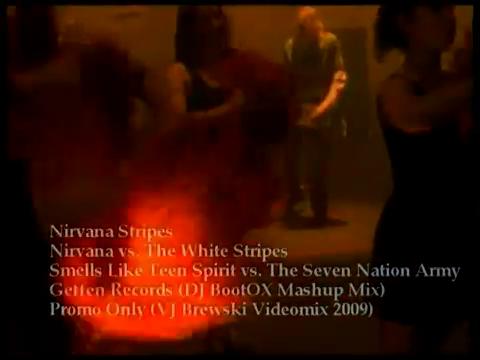 Nirvana Stripes
Nirvana vs. The White Stripes
Smells Like Teen Spirit vs. The Seven Nation Army
Geffen Records (DJ BootOX Mashup Mix)
Promo Only (VJ Brewski Videomix 2009)